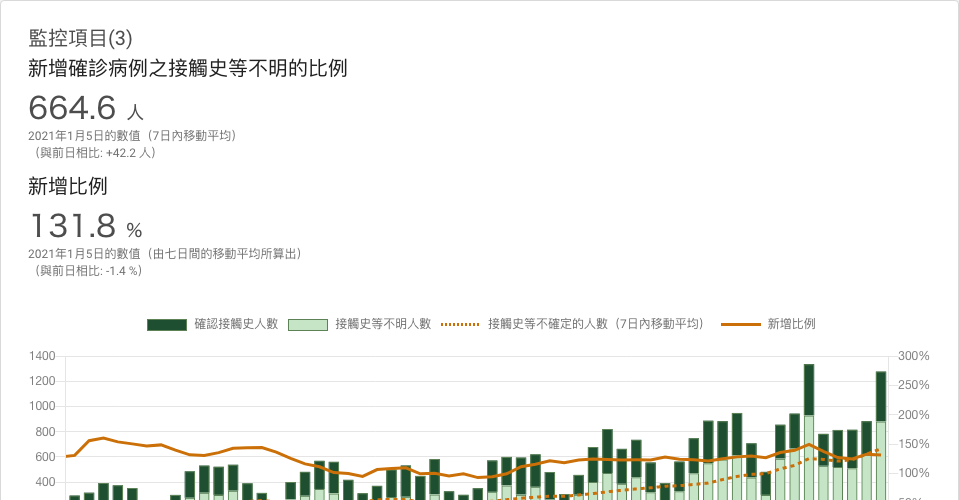 監控項目(3)
新增確診病例之接觸史等不明的比例
664.6 人
2021年1月5日的數值（7日內移動平均）
（與前日相比: +42.2 人）
新增比例
131.8 %
2021年1月5日的數值（由七日間的移動平均所算出）
（與前日相比: -1.4 %）
確認接觸史人數 接觸史等不明人數 接觸史等不確定的人數（7日內移動平均） 新增比例
1400 300%
1200 250%
1000 200%
800 150%
600 100%
400